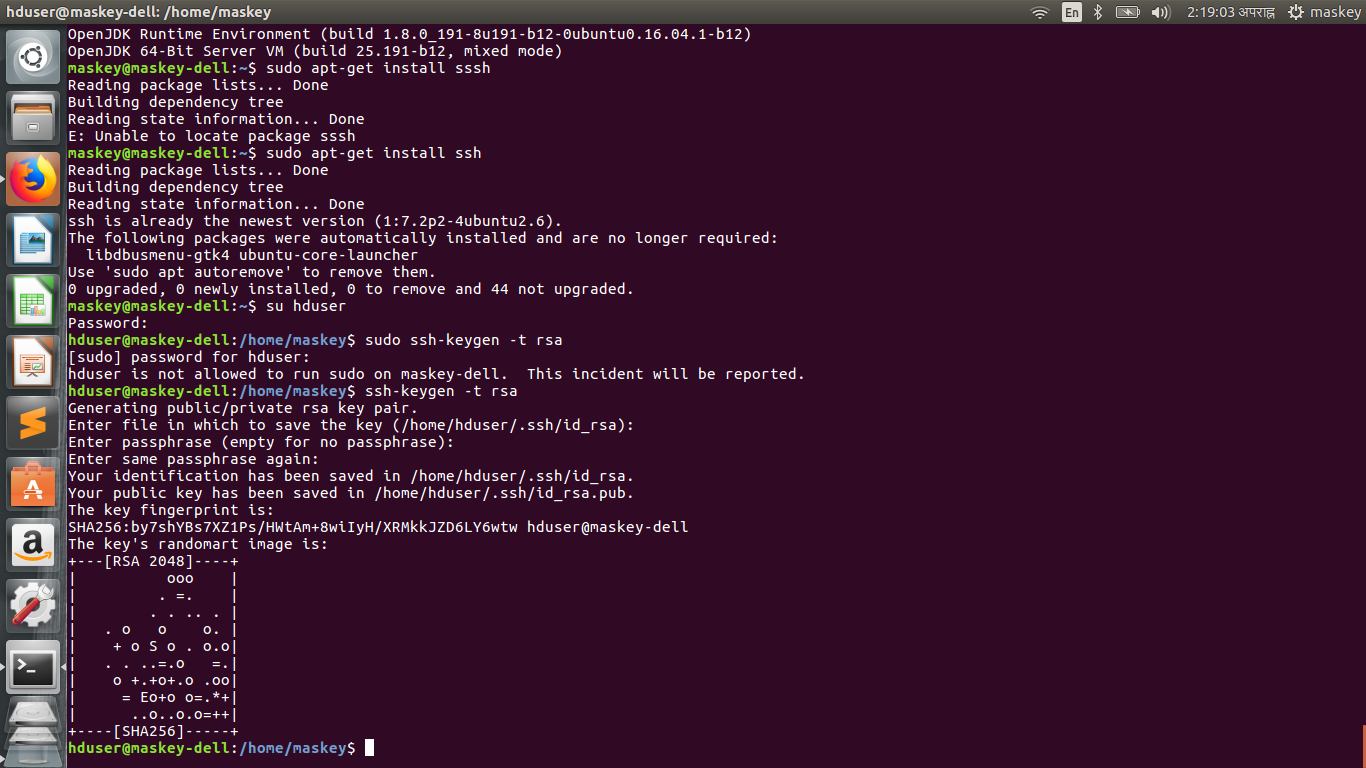 hduser@maskey-dell: /home/maskey
En
2:19:03 अपराह्न
maskey
OpenJDK Runtime Environment (build 1.8.0_191-8u191-b12-0ubuntu0.16.04.1-b12)
OpenJDK 64-Bit Server VM (build 25.191-b12, mixed mode)
maskey@maskey-dell:~$ sudo apt-get install sssh
Reading package lists... Done
Building dependency tree
Reading state information... Done
E: Unable to locate package sssh
maskey@maskey-dell:~$ sudo apt-get install ssh
Reading package lists... Done
Building dependency tree
Reading state information... Done
ssh is already the newest version (1:7.2p2-4ubuntu2.6).
The following packages were automatically installed and are no longer required:
  libdbusmenu-gtk4 ubuntu-core-launcher
Use 'sudo apt autoremove' to remove them.
0 upgraded, 0 newly installed, 0 to remove and 44 not upgraded.
maskey@maskey-dell:~$ su hduser
Password:
hduser@maskey-dell:/home/maskey$ sudo ssh-keygen -t rsa
[sudo] password for hduser:
hduser is not allowed to run sudo on maskey-dell.  This incident will be reported.
hduser@maskey-dell:/home/maskey$ ssh-keygen -t rsa
Generating public/private rsa key pair.
Enter file in which to save the key (/home/hduser/.ssh/id_rsa):
Enter passphrase (empty for no passphrase):
Enter same passphrase again:
Your identification has been saved in /home/hduser/.ssh/id_rsa.
Your public key has been saved in /home/hduser/.ssh/id_rsa.pub.
The key fingerprint is:
SHA256:by7shYBs7XZ1Ps/HWtAm+8wiIyH/XRMkkJZD6LY6wtw hduser@maskey-dell
The key's randomart image is:
+---[RSA 2048]----+
|          ooo    |
|         . =.    |
|        . . .. . |
|   . o   o    o. |
|    + o S o . o.o|
|   . . ..=.o   =.|
|    o +.+o+.o .oo|
|     = Eo+o o=.*+|
|      ..o..o.o=++|
+----[SHA256]-----+
hduser@maskey-dell:/home/maskey$